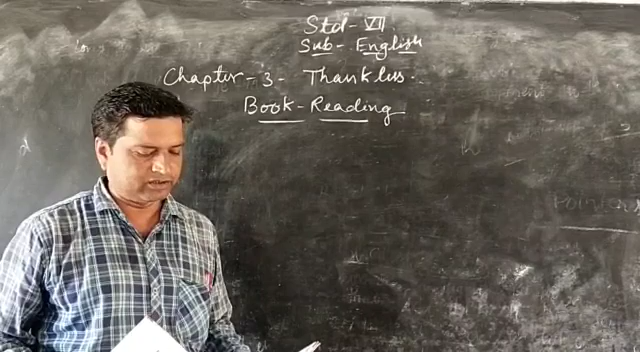 Std - VII
Sub - English
Chapter - 3 - Thankless.
Book - Reading